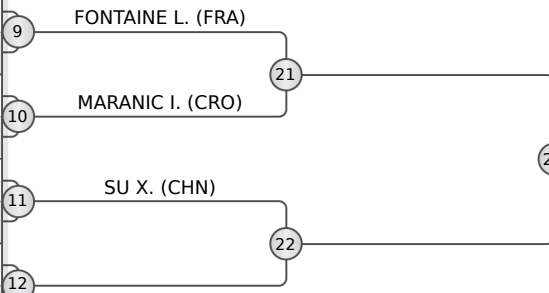 FONTAINE L. (FRA)
9
21
MARANIC I. (CRO)
10
SU X. (CHN)
11
22
12